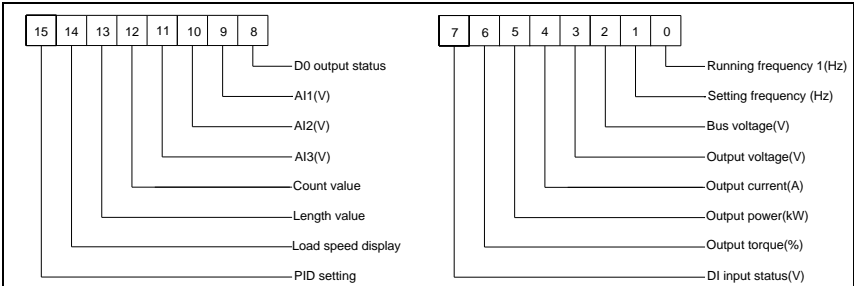 15 14 13 12 11 10 9 8
D0 output status
AI1(V)
AI2(V)
AI3(V)
Count value
Length value
Load speed display
PID setting
7 6 5 4 3 2 1 0
Running frequency 1(Hz)
Setting frequency (Hz)
Bus voltage(V)
Output voltage(V)
Output current(A)
Output power(kW)
Output torque(%)
DI input status(V)